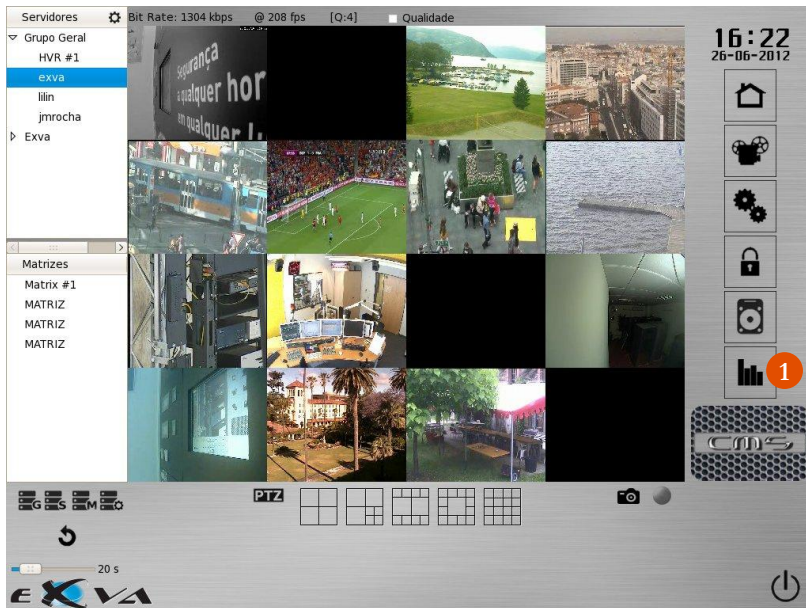 Servidores
Bit Rate: 1304 kbps @ 208 fps [Q:4] Qualidade
Grupo Geral
HVR #1
exva
lilin
jmrocha
Exva
Matrizes
Matrix #1
MATRIZ
MATRIZ
MATRIZ
Segurança
a qualquer hor
em qualquer l
16:22
26-06-2012
1
cms
G S M
PTZ
20 s
EXVA